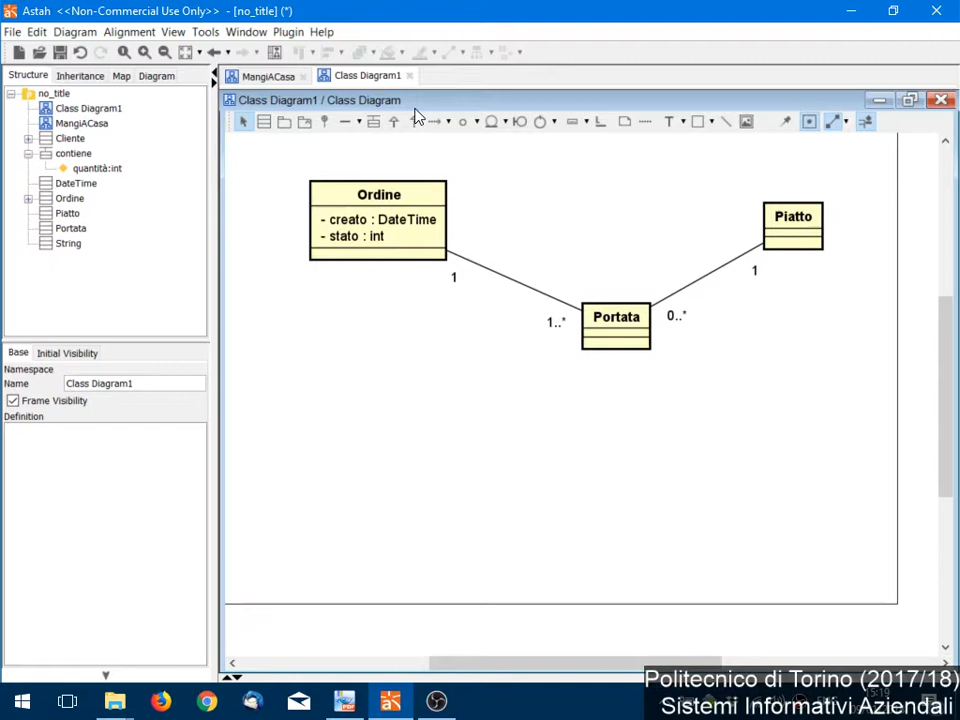 Astah <<Non-Commercial Use Only>> - [no_title] (*)
File Edit Diagram Alignment View Tools Window Plugin Help
Structure Inheritance Map Diagram
MangiACasa Class Diagram1
no_title
Class Diagram1
MangiACasa
Cliente
contiene
quantità:int
DateTime
Ordine
Piatto
Portata
String
Class Diagram1 / Class Diagram
T
Ordine
- creato : DateTime
- stato : int
Piatto
1
1
Portata
1..*
0..*
Base Initial Visibility
Namespace
Name Class Diagram1
Frame Visibility
Definition
Politecnico di Torino (2017/18)
5:19
Sistemi Informativi Aziendali